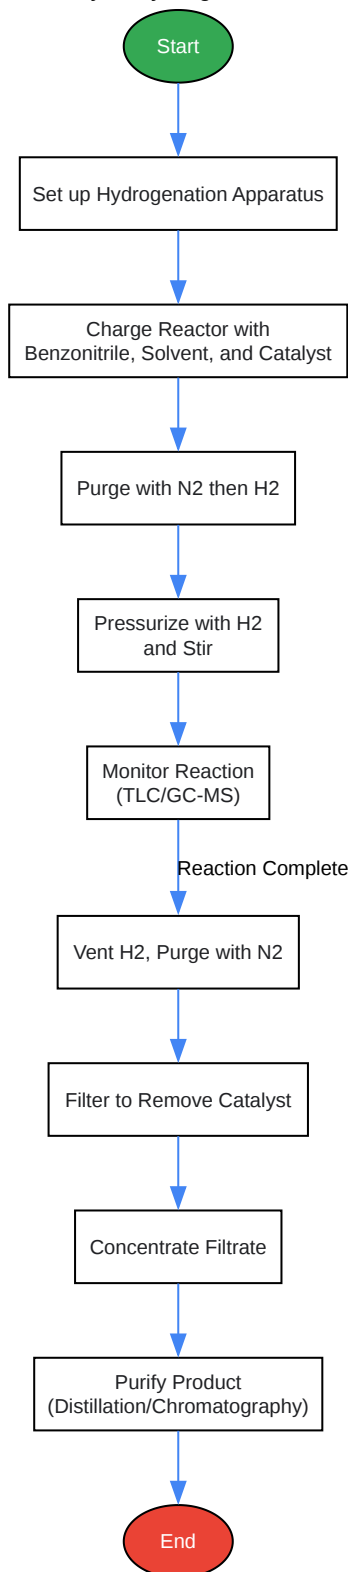 Start
Set up Hydrogenation Apparatus
Charge Reactor with
Benzonitrile, Solvent, and Catalyst
Purge with N2 then H2
Pressurize with H2
and Stir
Monitor Reaction
(TLC/GC-MS)
Reaction Complete
Vent H2, Purge with N2
Filter to Remove Catalyst
Concentrate Filtrate
Purify Product
(Distillation/Chromatography)
End